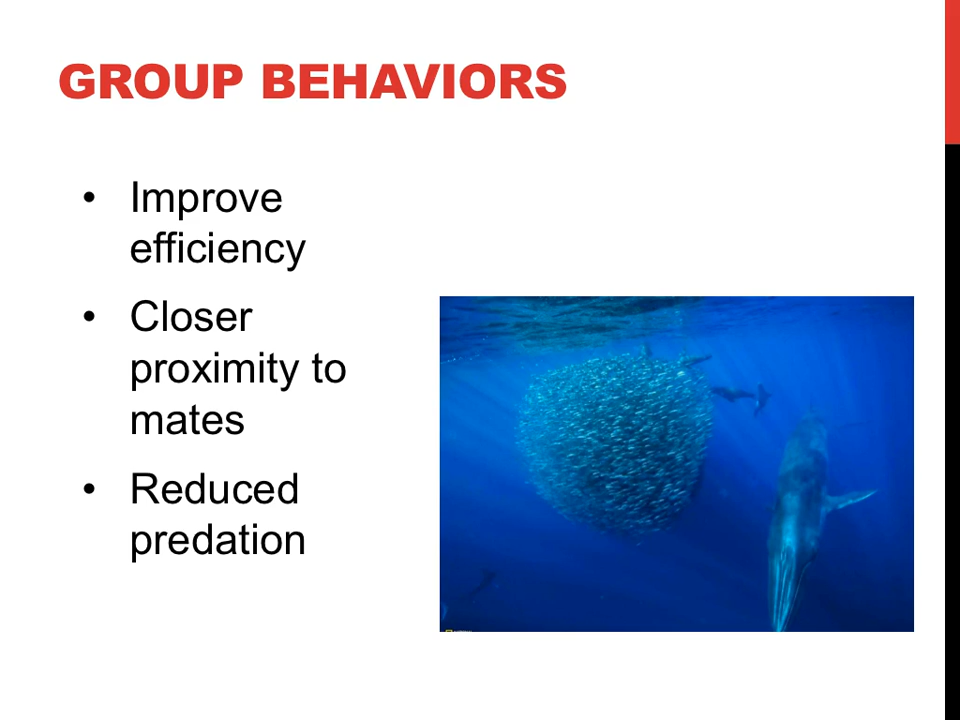 GROUP BEHAVIORS
• Improve
efficiency
• Closer
proximity to
mates
• Reduced
predation